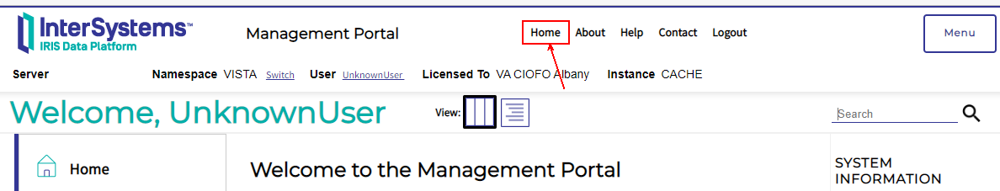 InterSystems™
IRIS Data Platform
Management Portal
Home About Help Contact Logout
Menu
Server Namespace VISTA Switch User UnknownUser Licensed To VA CIOFO Albany Instance CACHE
Welcome, UnknownUser
View:
Search
Home
Welcome to the Management Portal
SYSTEM
INFORMATION